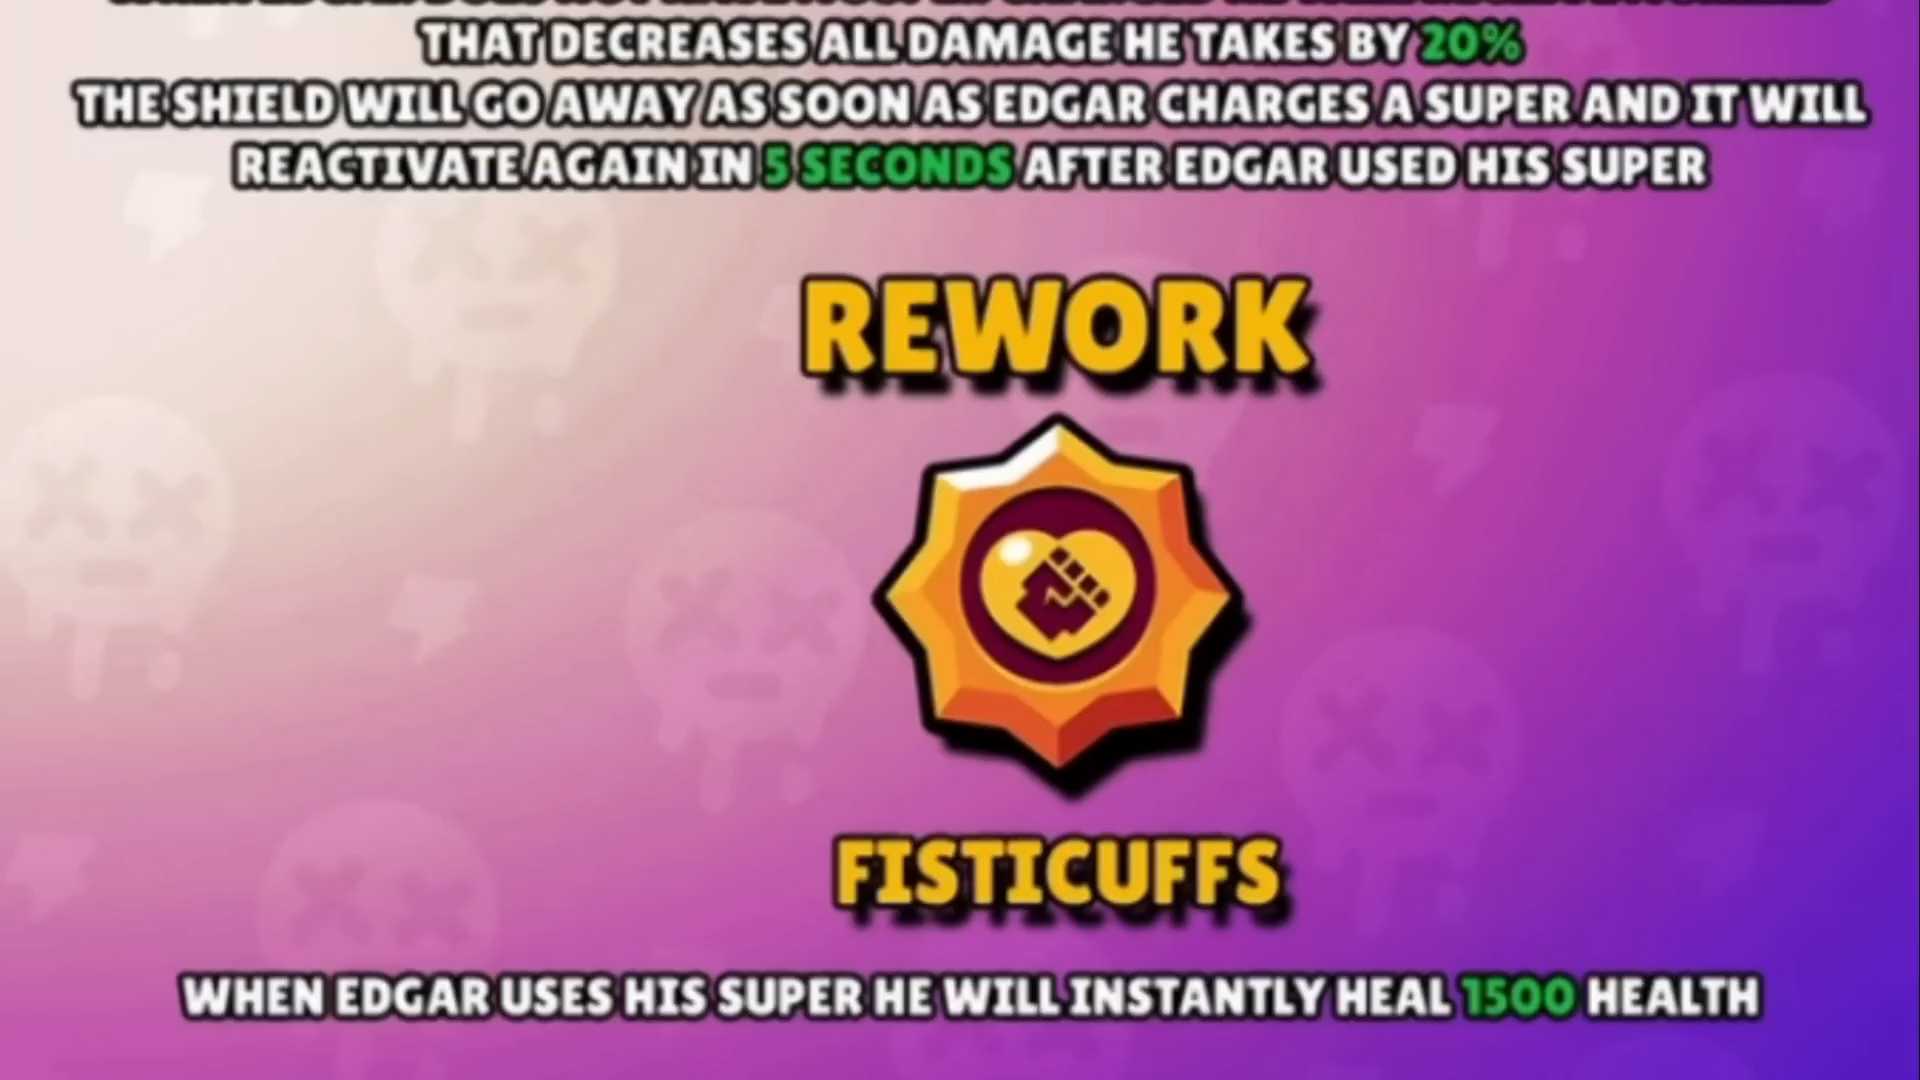 THAT DECREASES ALL DAMAGE HE TAKES BY 20%
THE SHIELD WILL GO AWAY AS SOON AS EDGAR CHARGES A SUPER AND IT WILL
REACTIVATE AGAIN IN 5 SECONDS AFTER EDGAR USED HIS SUPER
REWORK
FISTICUFFS
WHEN EDGAR USES HIS SUPER HE WILL INSTANTLY HEAL 1500 HEALTH